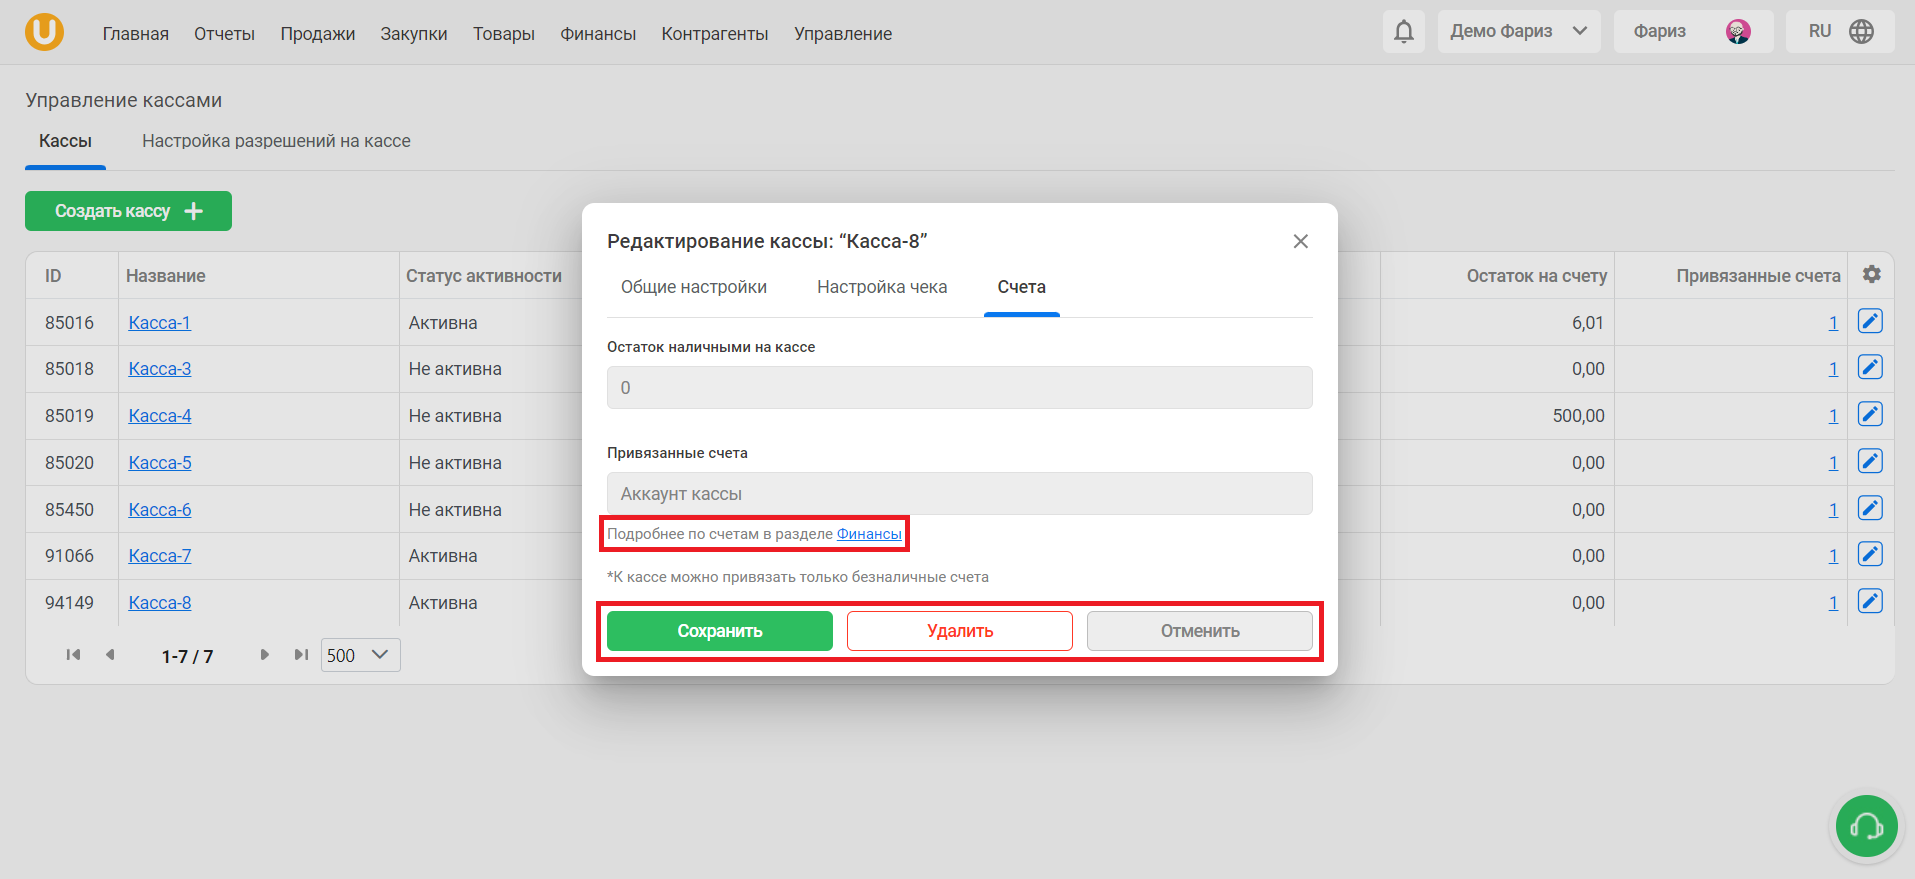 Главная Отчеты Продажи Закупки Товары Финансы Контрагенты Управление Демо Фариз Фариз RU
Управление кассами
Кассы Настройка разрешений на кассе
Создать кассу
ID Название Статус активности Остаток на счету Привязанные счета
85016 Касса-1 Активна 6,01 1
85018 Касса-3 Не активна 0,00 1
85019 Касса-4 Не активна 500,00 1
85020 Касса-5 Не активна 0,00 1
85450 Касса-6 Не активна 0,00 1
91066 Касса-7 Активна 0,00 1
94149 Касса-8 Активна 0,00 1
1-7 / 7 500
Редактирование кассы: “Касса-8”
Общие настройки Настройка чека Счета
Остаток наличными на кассе
0
Привязанные счета
Аккаунт кассы
Подробнее по счетам в разделе Финансы
*К кассе можно привязать только безналичные счета
Сохранить Удалить Отменить